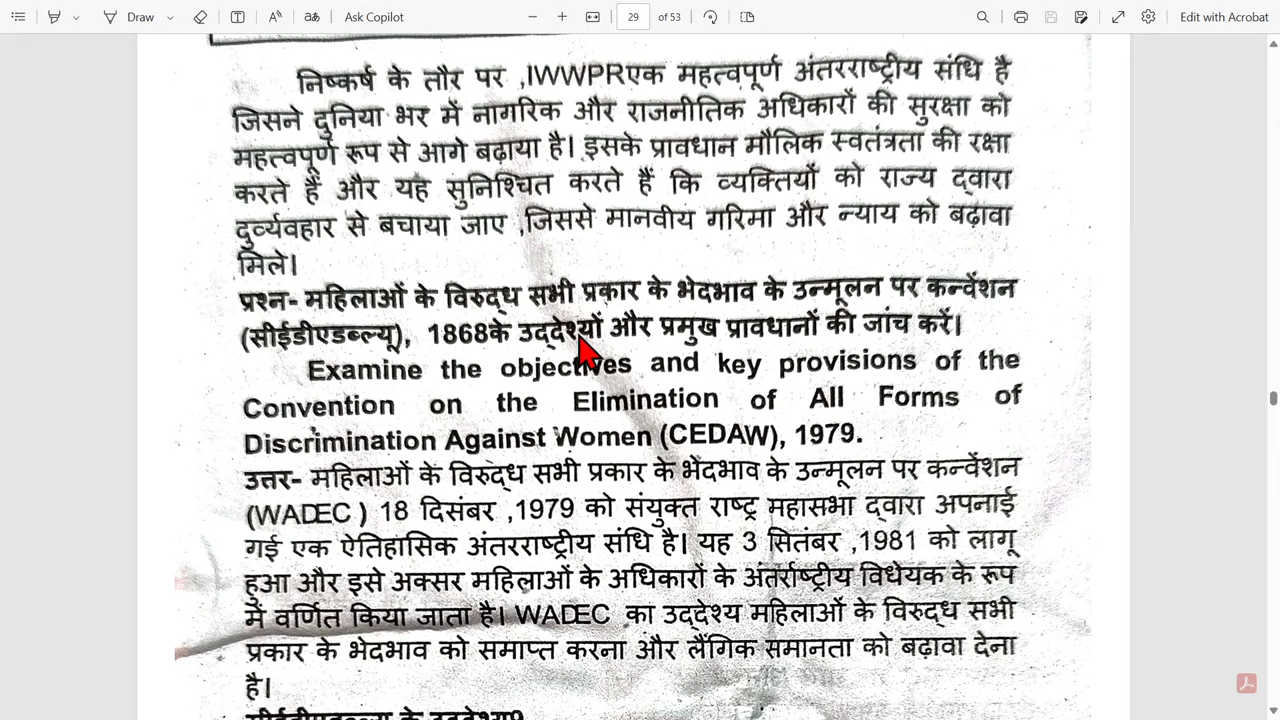 Draw
Ask Copilot
29 of 53
Edit with Acrobat
निष्कर्ष के तौर पर ,IWWPRएक महत्वपूर्ण अंतरराष्ट्रीय संधि है
जिसने दुनिया भर में नागरिक और राजनीतिक अधिकारों की सुरक्षा को
महत्वपूर्ण रूप से आगे बढ़ाया है। इसके प्रावधान मौलिक स्वतंत्रता की रक्षा
करते हैं और यह सुनिश्चित करते हैं कि व्यक्तियों को राज्य द्वारा
दुर्व्यवहार से बचाया जाए ,जिससे मानवीय गरिमा और न्याय को बढ़ावा
मिले।
प्रश्न- महिलाओं के विरुद्ध सभी प्रकार के भेदभाव के उन्मूलन पर कन्वेंशन
(सीईडीएडब्ल्यू), 1868के उद्देश्यों और प्रमुख प्रावधानों की जांच करें।
Examine the objectives and key provisions of the
Convention on the Elimination of All Forms of
Discrimination Against Women (CEDAW), 1979.
उत्तर- महिलाओं के विरुद्ध सभी प्रकार के भेदभाव के उन्मूलन पर कन्वेंशन
(WADEC ) 18 दिसंबर ,1979 को संयुक्त राष्ट्र महासभा द्वारा अपनाई
गई एक ऐतिहासिक अंतरराष्ट्रीय संधि है। यह 3 सितंबर ,1981 को लागू
हुआ और इसे अक्सर महिलाओं के अधिकारों के अंतर्राष्ट्रीय विधेयक के रूप
में वर्णित किया जाता है। WADEC का उद्देश्य महिलाओं के विरुद्ध सभी
प्रकार के भेदभाव को समाप्त करना और लैंगिक समानता को बढ़ावा देना
है।